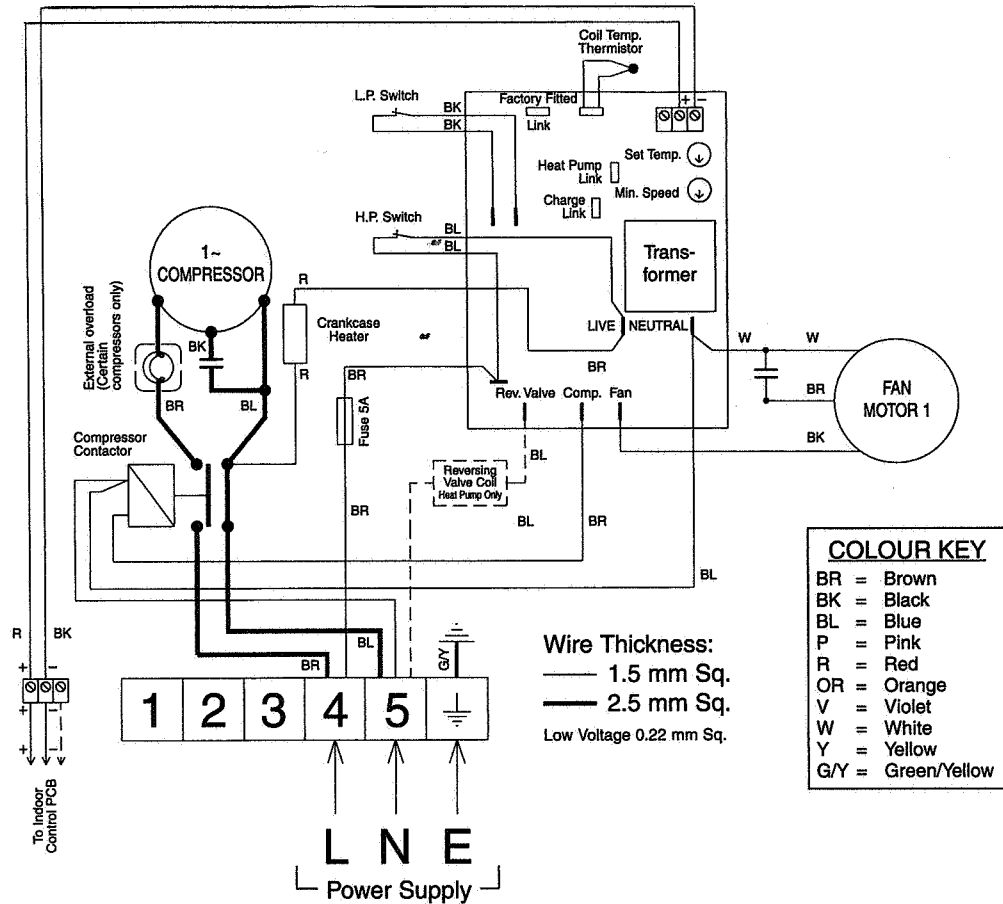 Coil Temp.
Thermistor
L.P. Switch
BK
BK
Factory Fitted
Link
+ −
Set Temp.
Heat Pump
Link
Min. Speed
Charge
Link
H.P. Switch
BL
BL
Trans-
former
1~
COMPRESSOR
R
Crankcase
Heater
R
LIVE
NEUTRAL
W
W
External overload
(Certain
compressors only)
BK
BR
BL
BR
Fuse 5A
BR
BR
Rev. Valve
Comp.
Fan
BR
FAN
MOTOR 1
BK
Compressor
Contactor
Reversing
Valve Coil
Heat Pump Only
BL
BL
BR
BL
COLOUR KEY
BR = Brown
BK = Black
BL = Blue
P = Pink
R = Red
OR = Orange
V = Violet
W = White
Y = Yellow
G/Y = Green/Yellow
R
BK
BR
BL
G/Y
Wire Thickness:
1.5 mm Sq.
2.5 mm Sq.
Low Voltage 0.22 mm Sq.
+ −
+ −
+ −
1 2 3 4 5
To Indoor
Control PCB
L N E
Power Supply